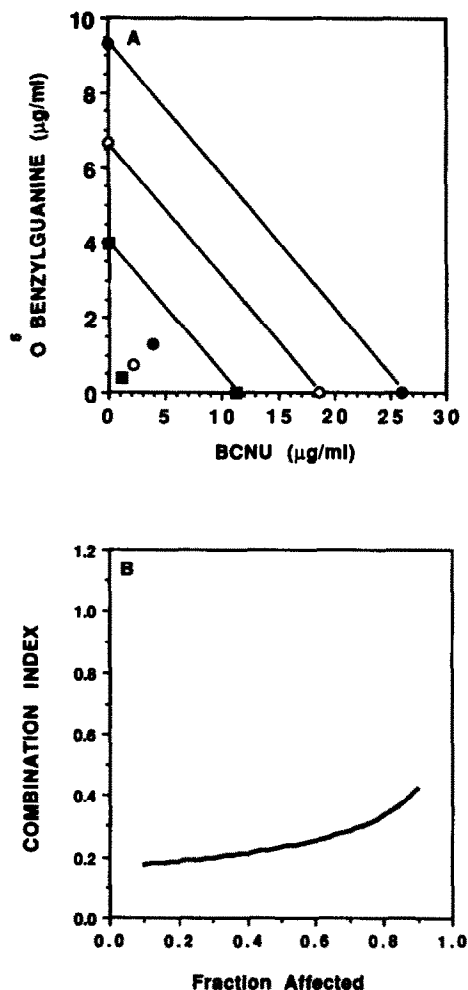 A
10
8
6
4
2
0
O⁶ BENZYLGUANINE (μg/ml)
0 5 10 15 20 25 30
BCNU (μg/ml)
B
1.2
1.0
0.8
0.6
0.4
0.2
0.0
COMBINATION INDEX
0.0 0.2 0.4 0.6 0.8 1.0
Fraction Affected